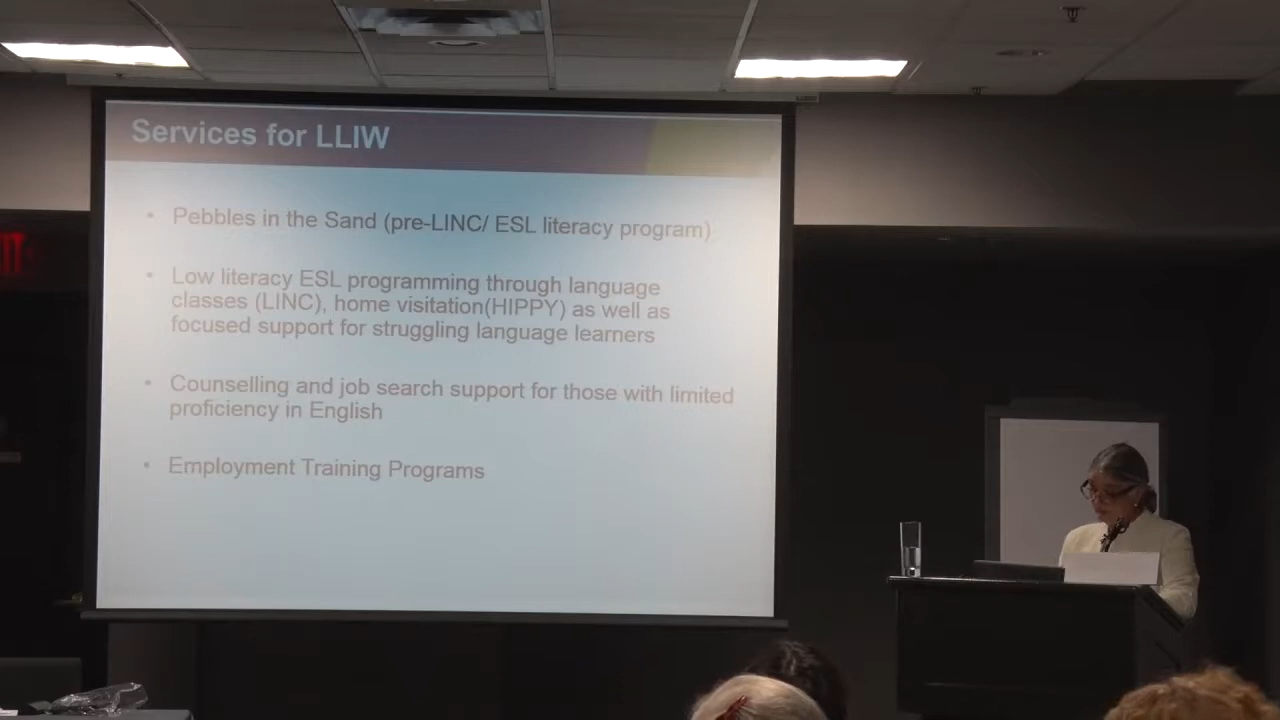 Services for LLIW
• Pebbles in the Sand (pre-LINC/ ESL literacy program)
• Low literacy ESL programming through language
classes (LINC), home visitation(HIPPY) as well as
focused support for struggling language learners
• Counselling and job search support for those with limited
proficiency in English
• Employment Training Programs